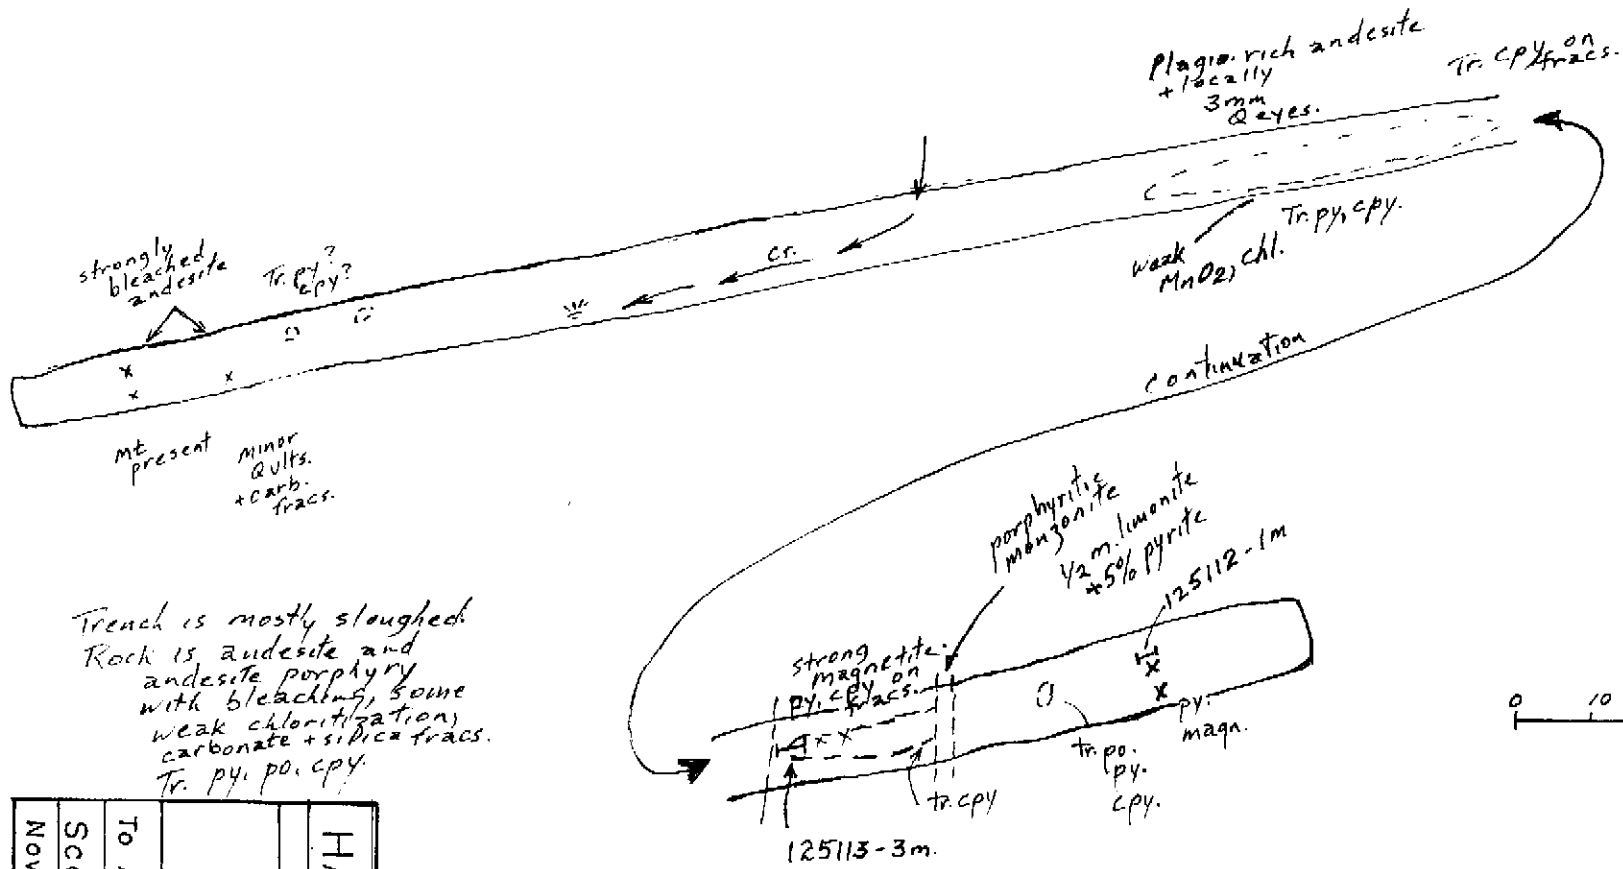 Plagio. rich andesite
+ locally
3mm
Q eyes.
Tr. cpy on
fracs.
strongly
bleached
andesite
Tr. py?
cpy?
cr.
weak
MnO2, chl.
Tr. py, cpy.
continuation
mt
present
minor
Qvlts.
+ carb.
fracs.
porphyritic
monzonite
1/2 m. limonite
+5% pyrite
125112-1m
Trench is mostly sloughed.
Rock is andesite and
andesite porphyry
with bleaching, some
weak chloritization,
carbonate + silica fracs.
Tr. py, po, cpy.
strong
magnetite.
py, cpy on
fracs.
py.
magn.
tr. po.
py.
cpy.
tr. cpy
125113-3m.
0 10
To
Nov